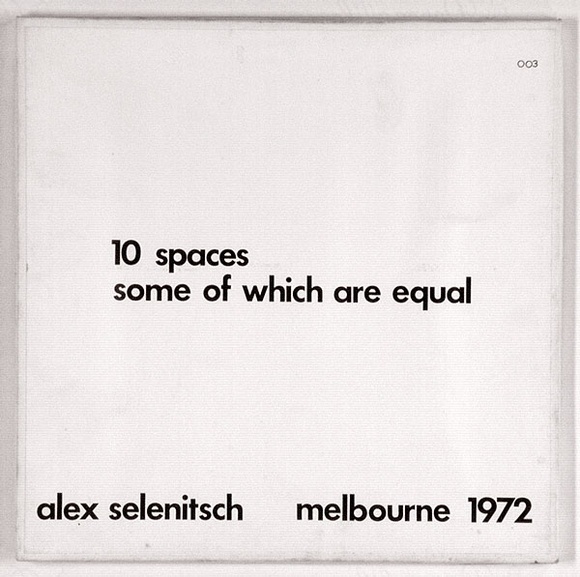 003
10 spaces
some of which are equal
alex selenitsch melbourne 1972